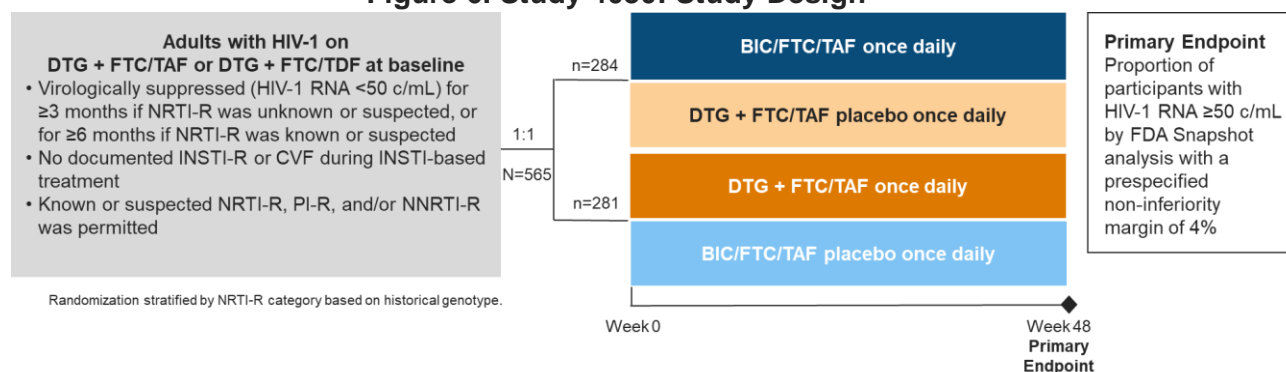 Figure Study Study Design
Adults with HIV-1 on
DTG + FTC/TAF or DTG + FTC/TDF at baseline
• Virologically suppressed (HIV-1 RNA <50 c/mL) for
≥3 months if NRTI-R was unknown or suspected, or
for ≥6 months if NRTI-R was known or suspected
• No documented INSTI-R or CVF during INSTI-based
treatment
• Known or suspected NRTI-R, PI-R, and/or NNRTI-R
was permitted
Randomization stratified by NRTI-R category based on historical genotype.
1:1
N=565
n=284
n=281
BIC/FTC/TAF once daily
DTG + FTC/TAF placebo once daily
DTG + FTC/TAF once daily
BIC/FTC/TAF placebo once daily
Week 0
Week 48
Primary
Endpoint
Primary Endpoint
Proportion of
participants with
HIV-1 RNA ≥50 c/mL
by FDA Snapshot
analysis with a
prespecified
non-inferiority
margin of 4%